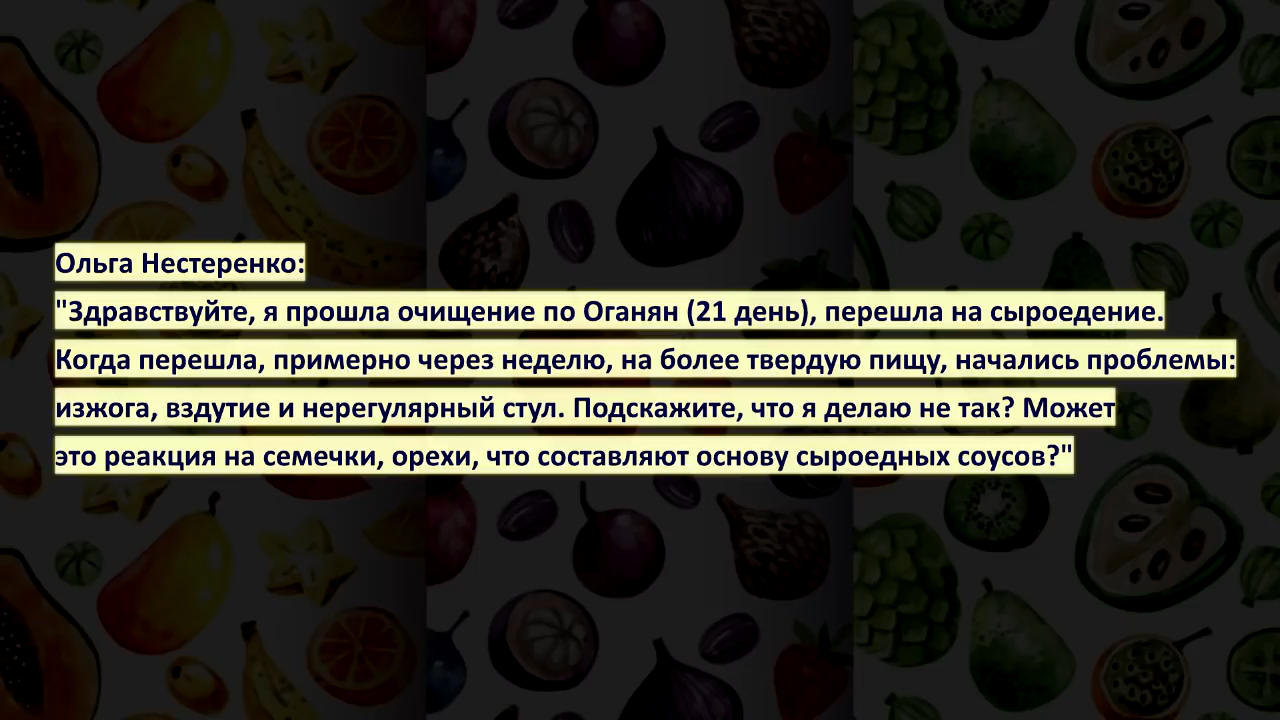 Ольга Нестеренко:
"Здравствуйте, я прошла очищение по Оганян (21 день), перешла на сыроедение.
Когда перешла, примерно через неделю, на более твердую пищу, начались проблемы:
изжога, вздутие и нерегулярный стул. Подскажите, что я делаю не так? Может
это реакция на семечки, орехи, что составляют основу сыроедных соусов?"